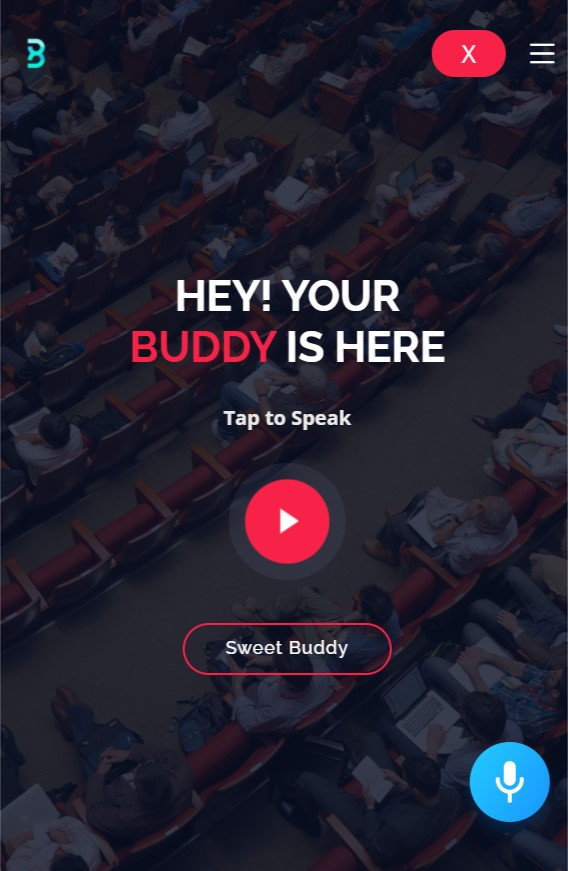 B
X
HEY! YOUR
BUDDY IS HERE
Tap to Speak
Sweet Buddy